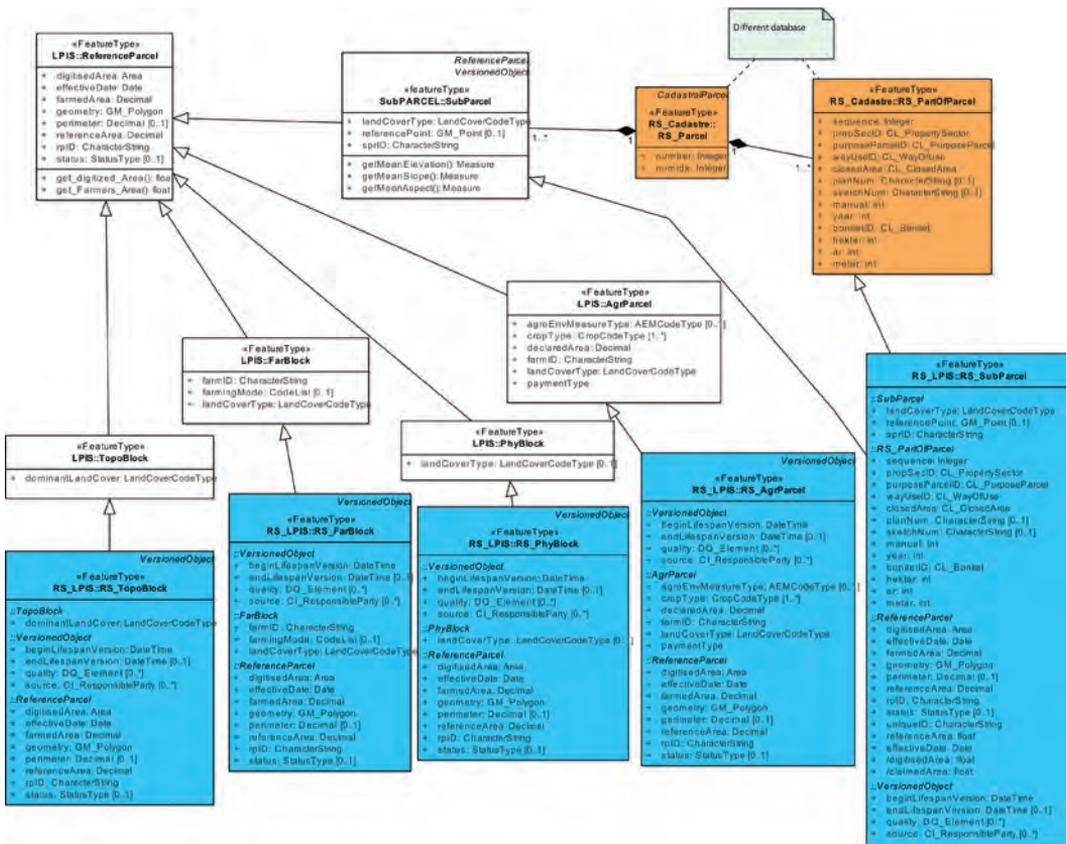 «FeatureType»
LPIS::ReferenceParcel
+ digitisedArea: Area
+ effectiveDate: Date
+ farmedArea: Decimal
+ geometry: GM_Polygon
+ perimeter: Decimal [0..1]
+ referenceArea: Decimal
+ rpID: CharacterString
+ status: StatusType [0..1]
+ get_digitized_Area(): floa
+ get_Farmers_Area(): float
ReferenceParcel
VersionedObject
«featureType»
SubPARCEL::SubParcel
+ landCoverType: LandCoverCodeType
+ referencePoint: GM_Point [0..1]
+ sprID: CharacterString
+ getMeanElevation(): Measure
+ getMeanSlope(): Measure
+ getMeanAspect(): Measure
1..*
1
Different database
CadastralParcel
«FeatureType»
RS_Cadastre::
RS_Parcel
+ number: Integer
+ numidx: Integer
1
1..*
«FeatureType»
RS_Cadastre::RS_PartOfParcel
+ sequence: Integer
+ propSecID: CL_PropertySector
+ purposeParcelID: CL_PurposeParcel
+ wayUseID: CL_WayOfUse
+ closedArea: CL_ClosedArea
+ planNum: CharacterString [0..1]
+ sketchNum: CharacterString [0..1]
+ manual: int
+ year: int
+ bonitetID: CL_Bonitet
+ hektar: int
+ ar: int
+ metar: int
«FeatureType»
LPIS::AgrParcel
+ agroEnvMeasureType: AEMCodeType [0..*]
+ cropType: CropCodeType [1..*]
+ declaredArea: Decimal
+ farmID: CharacterString
+ landCoverType: LandCoverCodeType
+ paymentType
«FeatureType»
LPIS::FarBlock
+ farmID: CharacterString
+ farmingMode: CodeList [0..1]
+ landCoverType: LandCoverCodeType
«FeatureType»
LPIS::PhyBlock
+ landCoverType: LandCoverCodeType [0..1]
«FeatureType»
LPIS::TopoBlock
+ dominantLandCover: LandCoverCodeType
VersionedObject
«FeatureType»
RS_LPIS::RS_TopoBlock
::TopoBlock
+ dominantLandCover: LandCoverCodeType
::VersionedObject
+ beginLifespanVersion: DateTime
+ endLifespanVersion: DateTime [0..1]
+ quality: DQ_Element [0..*]
+ source: CI_ResponsibleParty [0..*]
::ReferenceParcel
+ digitisedArea: Area
+ effectiveDate: Date
+ farmedArea: Decimal
+ geometry: GM_Polygon
+ perimeter: Decimal [0..1]
+ referenceArea: Decimal
+ rpID: CharacterString
+ status: StatusType [0..1]
VersionedObject
«FeatureType»
RS_LPIS::RS_FarBlock
::VersionedObject
+ beginLifespanVersion: DateTime
+ endLifespanVersion: DateTime [0..1]
+ quality: DQ_Element [0..*]
+ source: CI_ResponsibleParty [0..*]
::FarBlock
+ farmID: CharacterString
+ farmingMode: CodeList [0..1]
+ landCoverType: LandCoverCodeType
::ReferenceParcel
+ digitisedArea: Area
+ effectiveDate: Date
+ farmedArea: Decimal
+ geometry: GM_Polygon
+ perimeter: Decimal [0..1]
+ referenceArea: Decimal
+ rpID: CharacterString
+ status: StatusType [0..1]
VersionedObject
«FeatureType»
RS_LPIS::RS_PhyBlock
::VersionedObject
+ beginLifespanVersion: DateTime
+ endLifespanVersion: DateTime [0..1]
+ quality: DQ_Element [0..*]
+ source: CI_ResponsibleParty [0..*]
::PhyBlock
+ landCoverType: LandCoverCodeType [0..1]
::ReferenceParcel
+ digitisedArea: Area
+ effectiveDate: Date
+ farmedArea: Decimal
+ geometry: GM_Polygon
+ perimeter: Decimal [0..1]
+ referenceArea: Decimal
+ rpID: CharacterString
+ status: StatusType [0..1]
VersionedObject
«FeatureType»
RS_LPIS::RS_AgrParcel
::VersionedObject
+ beginLifespanVersion: DateTime
+ endLifespanVersion: DateTime [0..1]
+ quality: DQ_Element [0..*]
+ source: CI_ResponsibleParty [0..*]
::AgrParcel
+ agroEnvMeasureType: AEMCodeType [0..*]
+ cropType: CropCodeType [1..*]
+ declaredArea: Decimal
+ farmID: CharacterString
+ landCoverType: LandCoverCodeType
+ paymentType
::ReferenceParcel
+ digitisedArea: Area
+ effectiveDate: Date
+ farmedArea: Decimal
+ geometry: GM_Polygon
+ perimeter: Decimal [0..1]
+ referenceArea: Decimal
+ rpID: CharacterString
+ status: StatusType [0..1]
«FeatureType»
RS_LPIS::RS_SubParcel
::SubParcel
+ landCoverType: LandCoverCodeType
+ referencePoint: GM_Point [0..1]
+ sprID: CharacterString
::RS_PartOfParcel
+ sequence: Integer
+ propSecID: CL_PropertySector
+ purposeParcelID: CL_PurposeParcel
+ wayUseID: CL_WayOfUse
+ closedArea: CL_ClosedArea
+ planNum: CharacterString [0..1]
+ sketchNum: CharacterString [0..1]
+ manual: int
+ year: int
+ bonitetID: CL_Bonitet
+ hektar: int
+ ar: int
+ metar: int
::ReferenceParcel
+ digitisedArea: Area
+ effectiveDate: Date
+ farmedArea: Decimal
+ geometry: GM_Polygon
+ perimeter: Decimal [0..1]
+ referenceArea: Decimal
+ rpID: CharacterString
+ status: StatusType [0..1]
+ uniqueID: CharacterString
+ referenceArea: float
+ effectiveDate: Date
+ /digitisedArea: float
+ /claimedArea: float
::VersionedObject
+ beginLifespanVersion: DateTime
+ endLifespanVersion: DateTime [0..1]
+ quality: DQ_Element [0..*]
+ source: CI_ResponsibleParty [0..*]